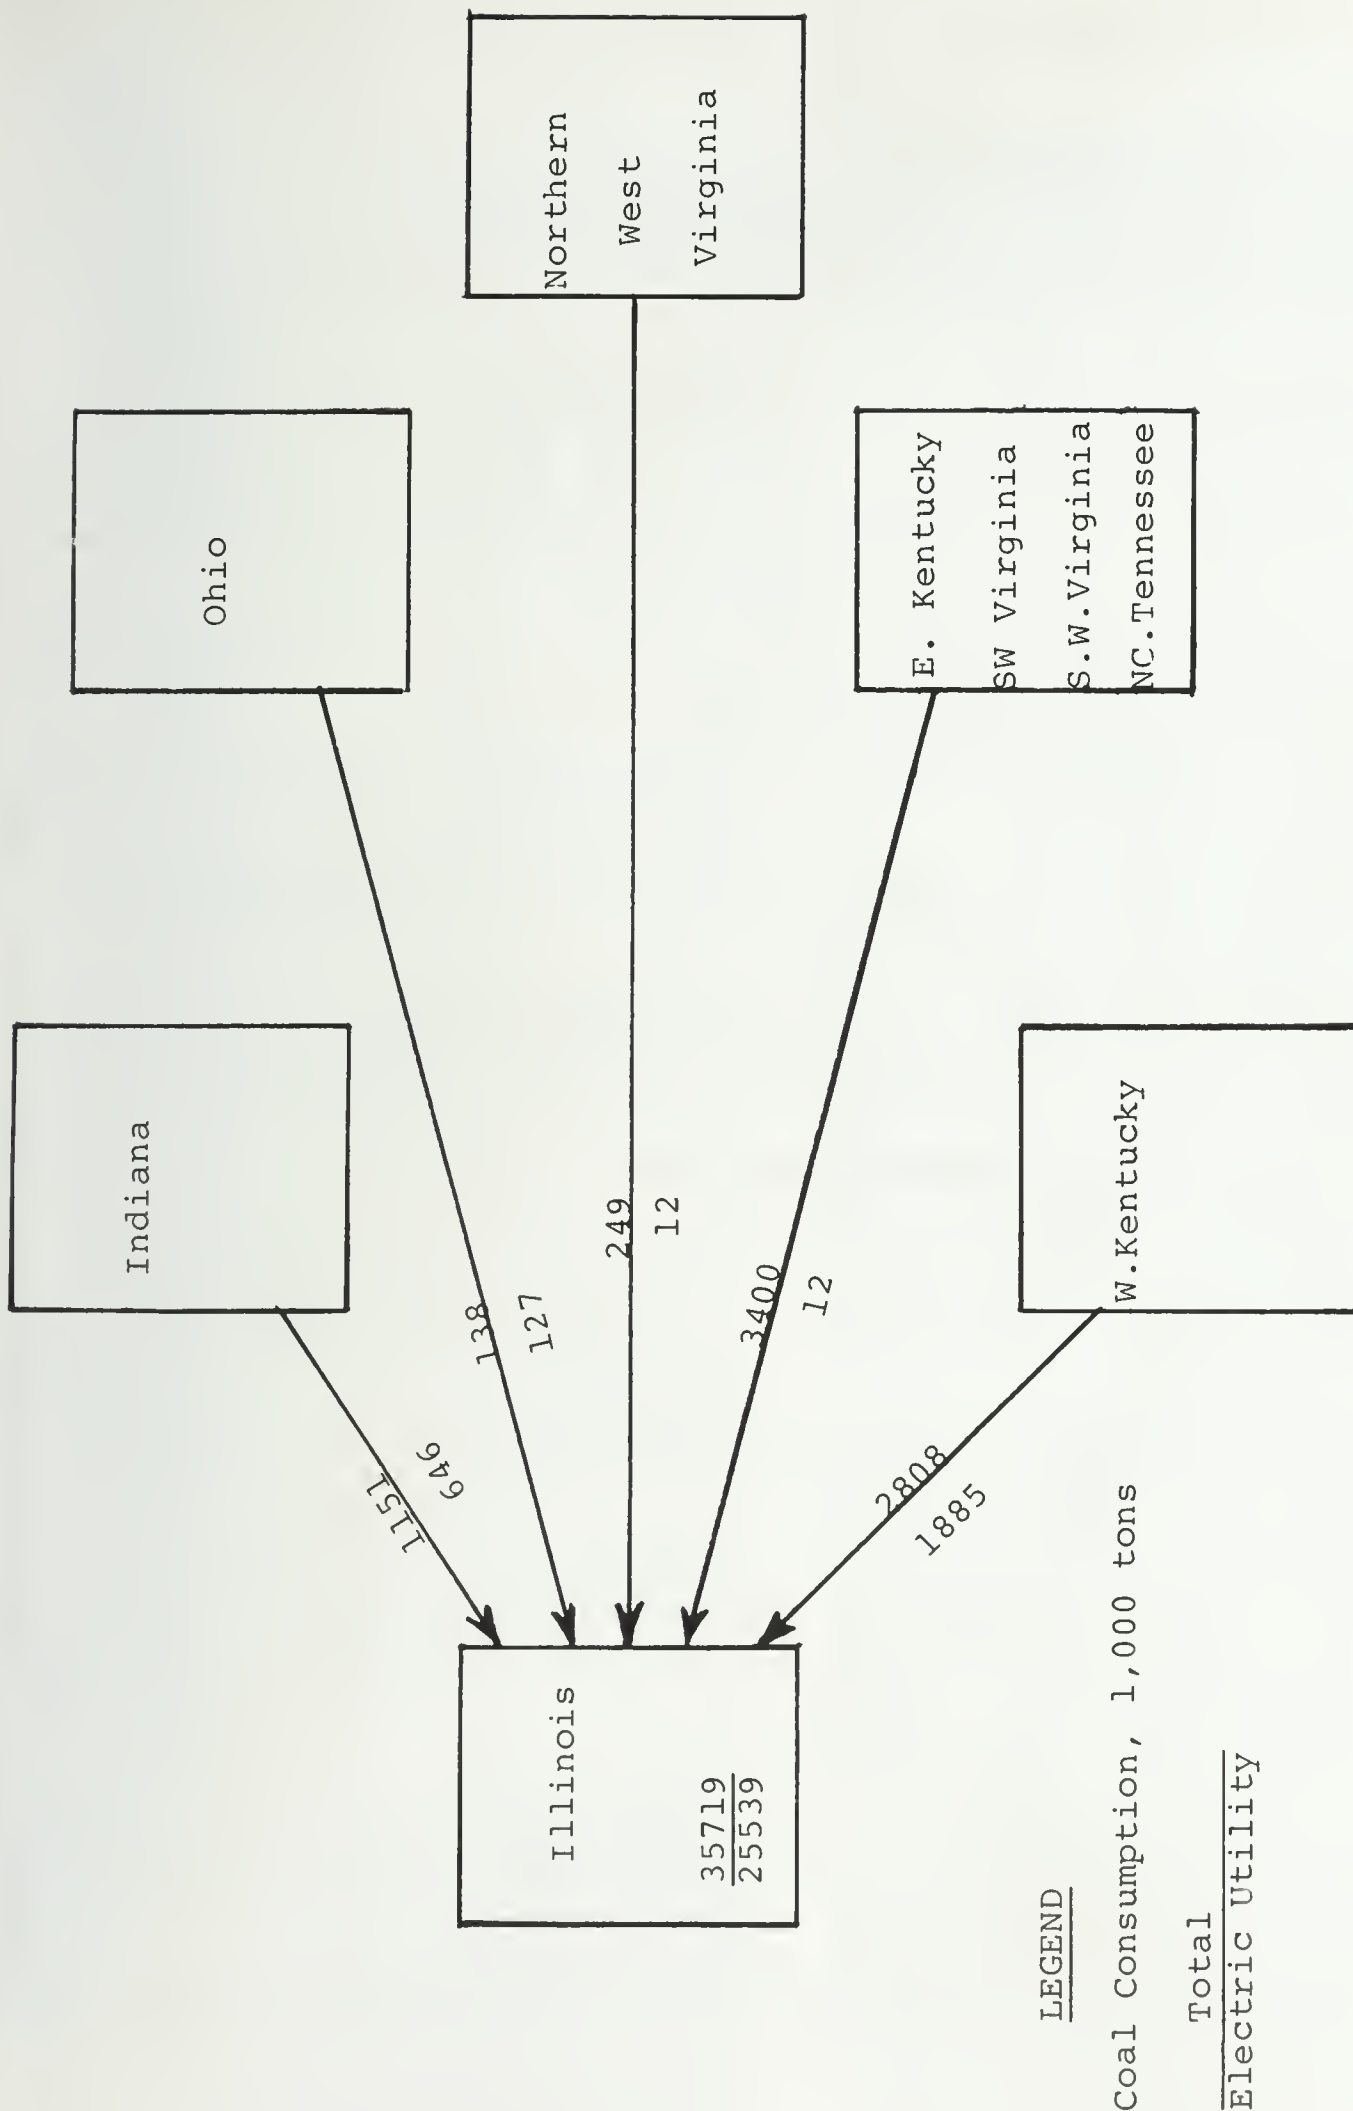 Northern
West
Virginia
Ohio
E. Kentucky
SW Virginia
S.W.Virginia
NC.Tennessee
Indiana
W.Kentucky
1151
646
138
127
249
12
3400
12
2808
1885
Illinois
35719
25539
LEGEND
Coal Consumption, 1,000 tons
Total
Electric Utility